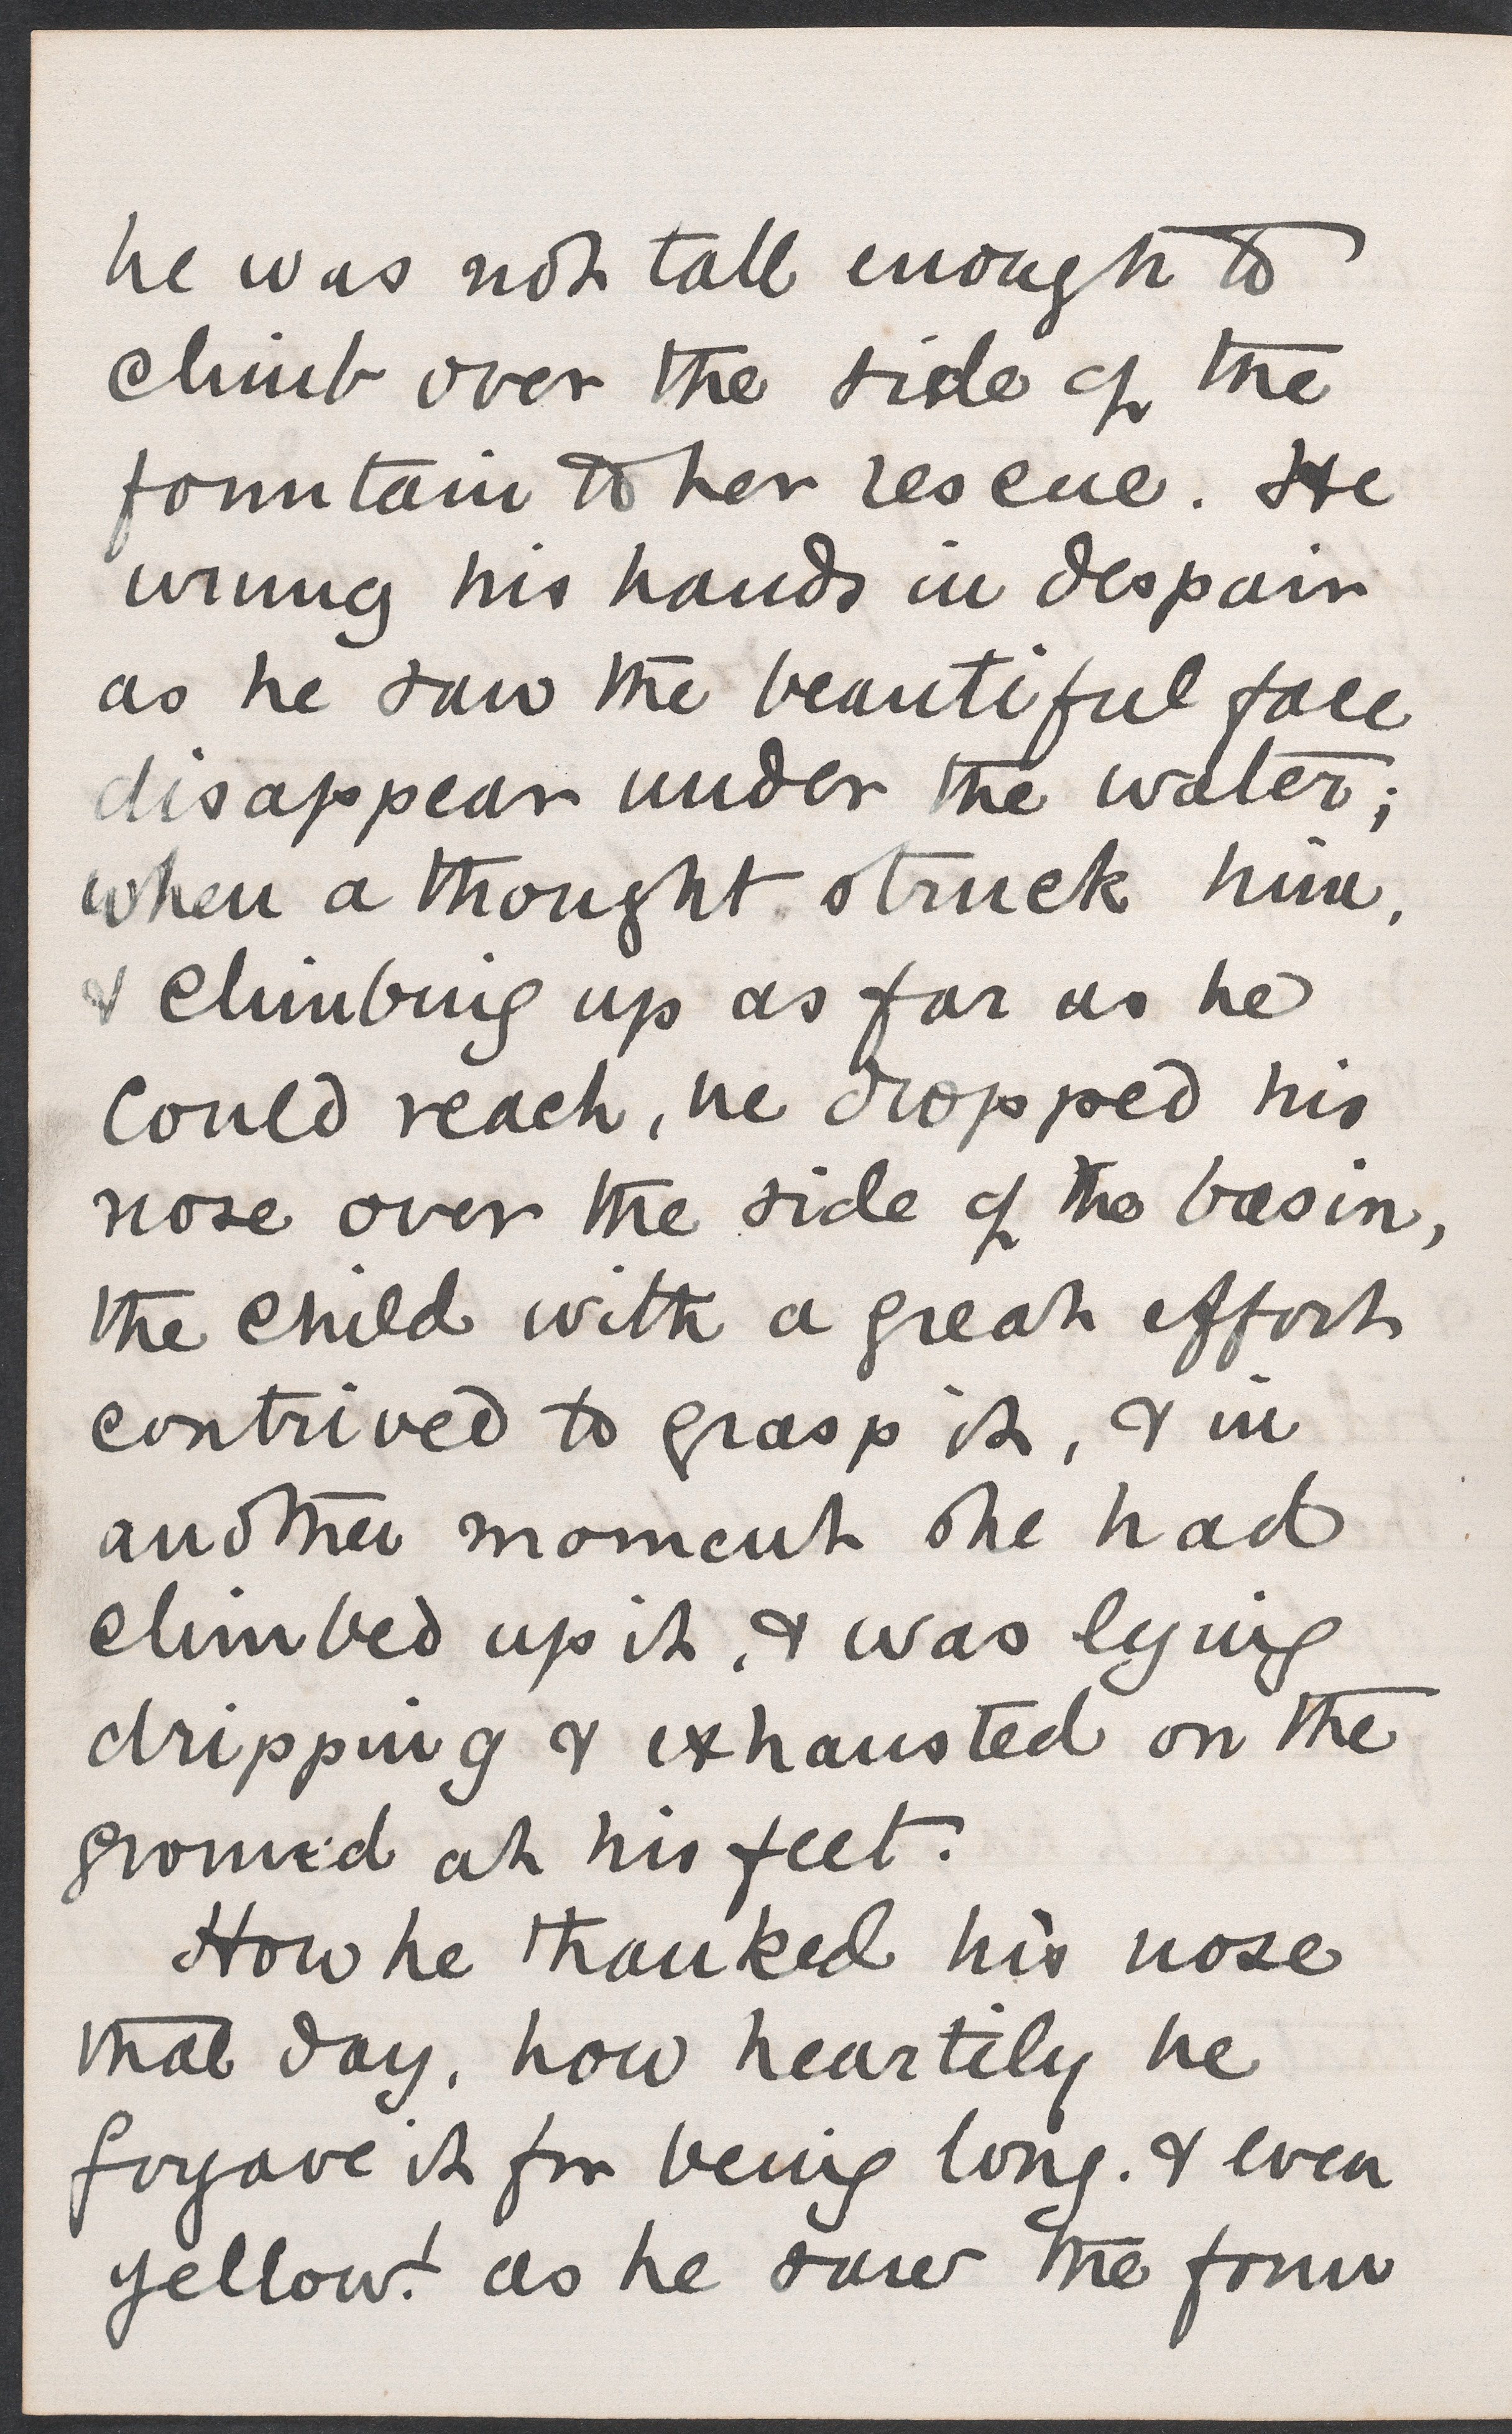 he was not tall enough to
climb over the side of the
fountain to her rescue. He
wrung his hands in despair
as he saw the beautiful face
disappear under the water;
when a thought struck him,
& climbing up as far as he
could reach, he dropped his
nose over the side of the basin,
the child with a great effort
contrived to grasp it, & in
another moment she had
climbed up it, & was lying
dripping & exhausted on the
ground at his feet.
How he thanked his nose
that day, how heartily he
forgave it for being long. & even
yellow! as he saw the form